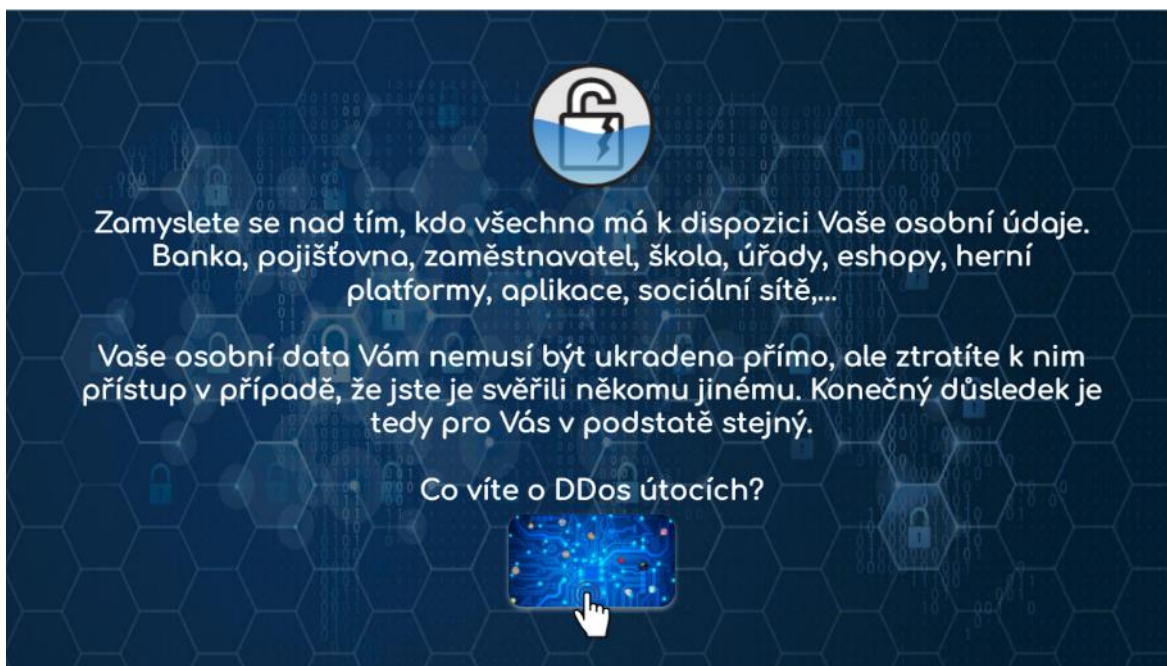 Zamyslete se nad tím, kdo všechno má k dispozici Vaše osobní údaje.
Banka, pojišťovna, zaměstnavatel, škola, úřady, eshopy, herní
platformy, aplikace, sociální sítě,...
Vaše osobní data Vám nemusí být ukradena přímo, ale ztratíte k nim
přístup v případě, že jste je svěřili někomu jinému. Konečný důsledek je
tedy pro Vás v podstatě stejný.
Co víte o DDos útocích?